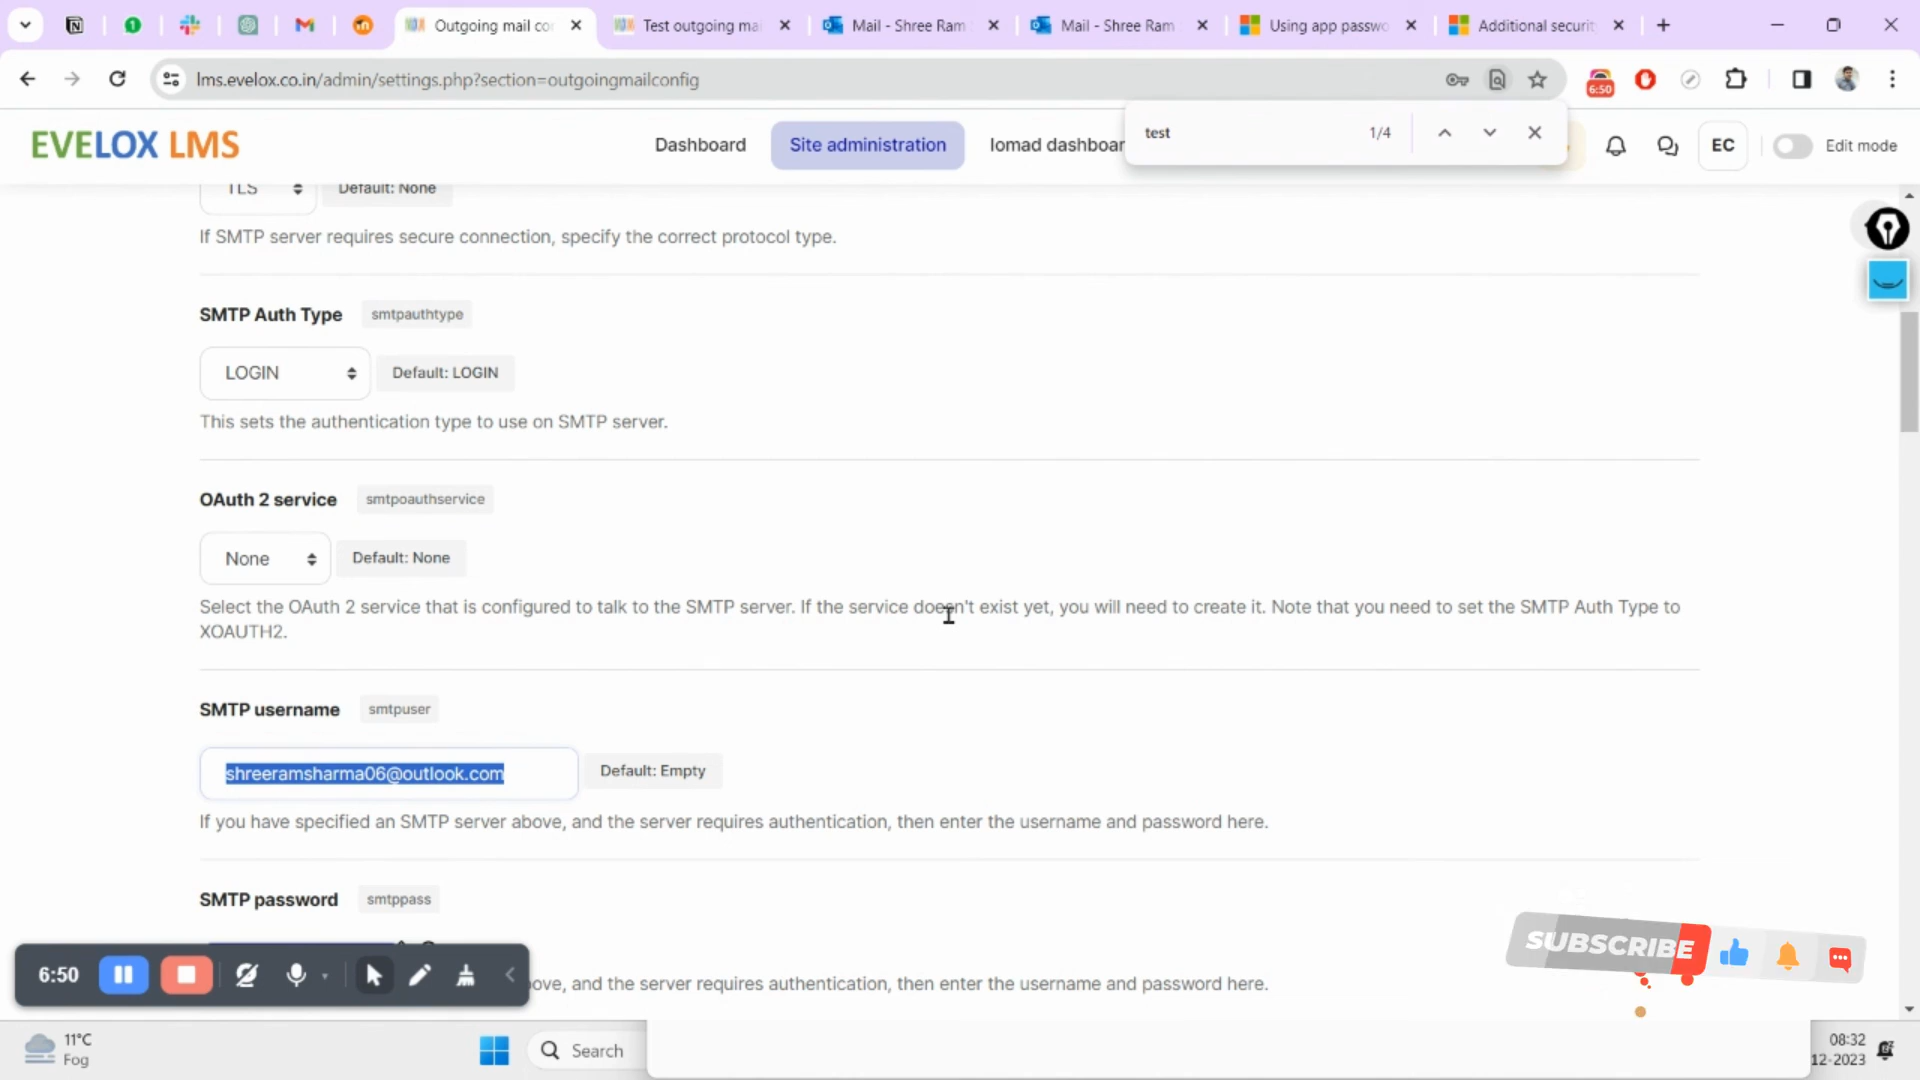 Outgoing mail co
Test outgoing ma
Mail - Shree Ram
Mail - Shree Ram
Using app passwo
Additional securit
lms.evelox.co.in/admin/settings.php?section=outgoingmailconfig
6:50
EVELOX LMS
Dashboard
Site administration
Iomad dashboar
test
1/4
EC
Edit mode
TLS
Default: None
If SMTP server requires secure connection, specify the correct protocol type.
SMTP Auth Type
smtpauthtype
LOGIN
Default: LOGIN
This sets the authentication type to use on SMTP server.
OAuth 2 service
smtpoauthservice
None
Default: None
Select the OAuth 2 service that is configured to talk to the SMTP server. If the service doesn't exist yet, you will need to create it. Note that you need to set the SMTP Auth Type to
XOAUTH2.
SMTP username
smtpuser
shreeramsharma06@outlook.com
Default: Empty
If you have specified an SMTP server above, and the server requires authentication, then enter the username and password here.
SMTP password
smtppass
6:50
ove, and the server requires authentication, then enter the username and password here.
SUBSCRIBE
11°C
Fog
Search
08:32
12-2023